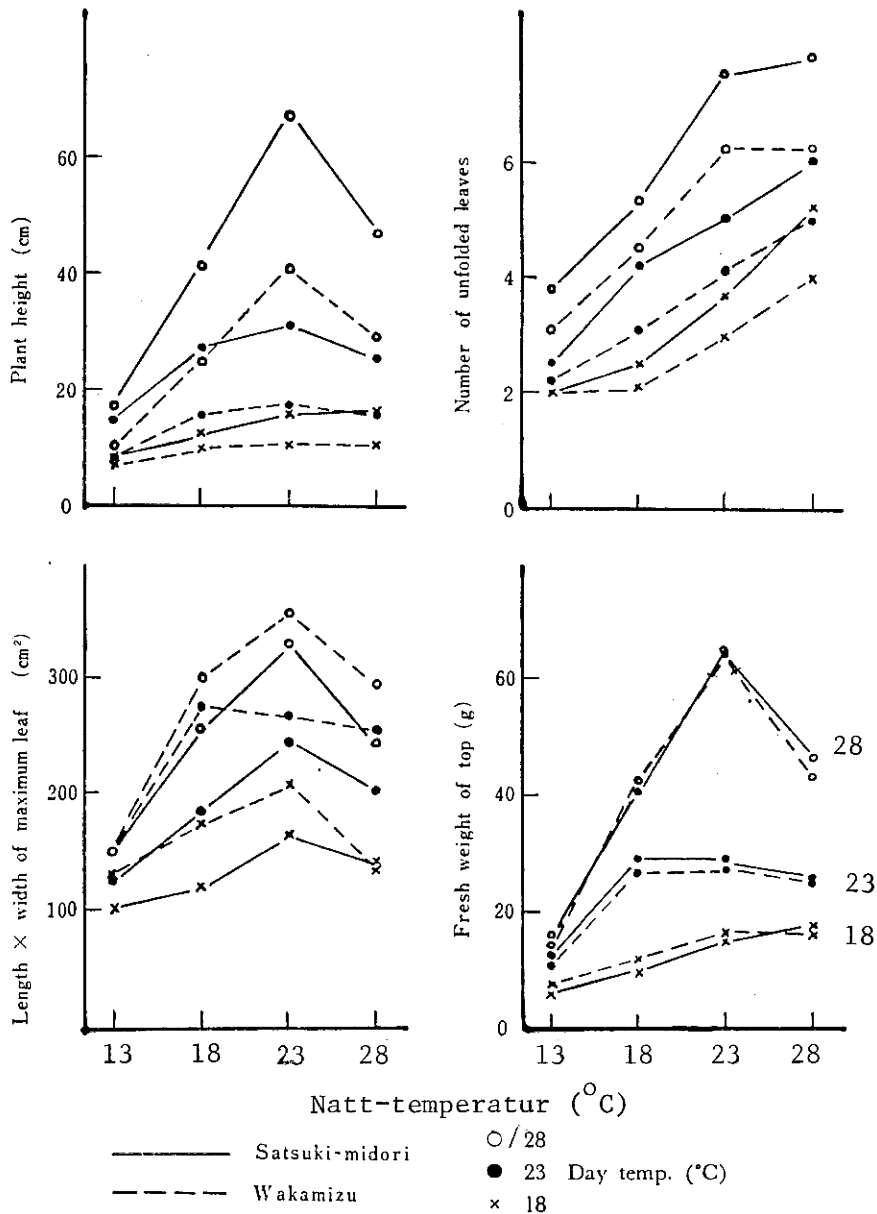 Plant height (cm)
60
40
20
0
Number of unfolded leaves
6
4
2
0
Length × width of maximum leaf (cm²)
300
200
100
13 18 23 28
Fresh weight of top (g)
60
40
20
0
28
23
18
13 18 23 28
Natt-temperatur (°C)
Satsuki-midori
Wakamizu
○/28
● 23 Day temp. (°C)
× 18